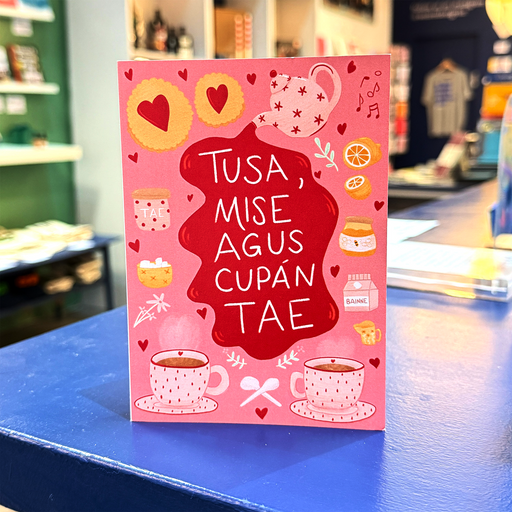 TUSA,
MISE
AGUS
CUPÁN
TAE
TAE
BAINNE